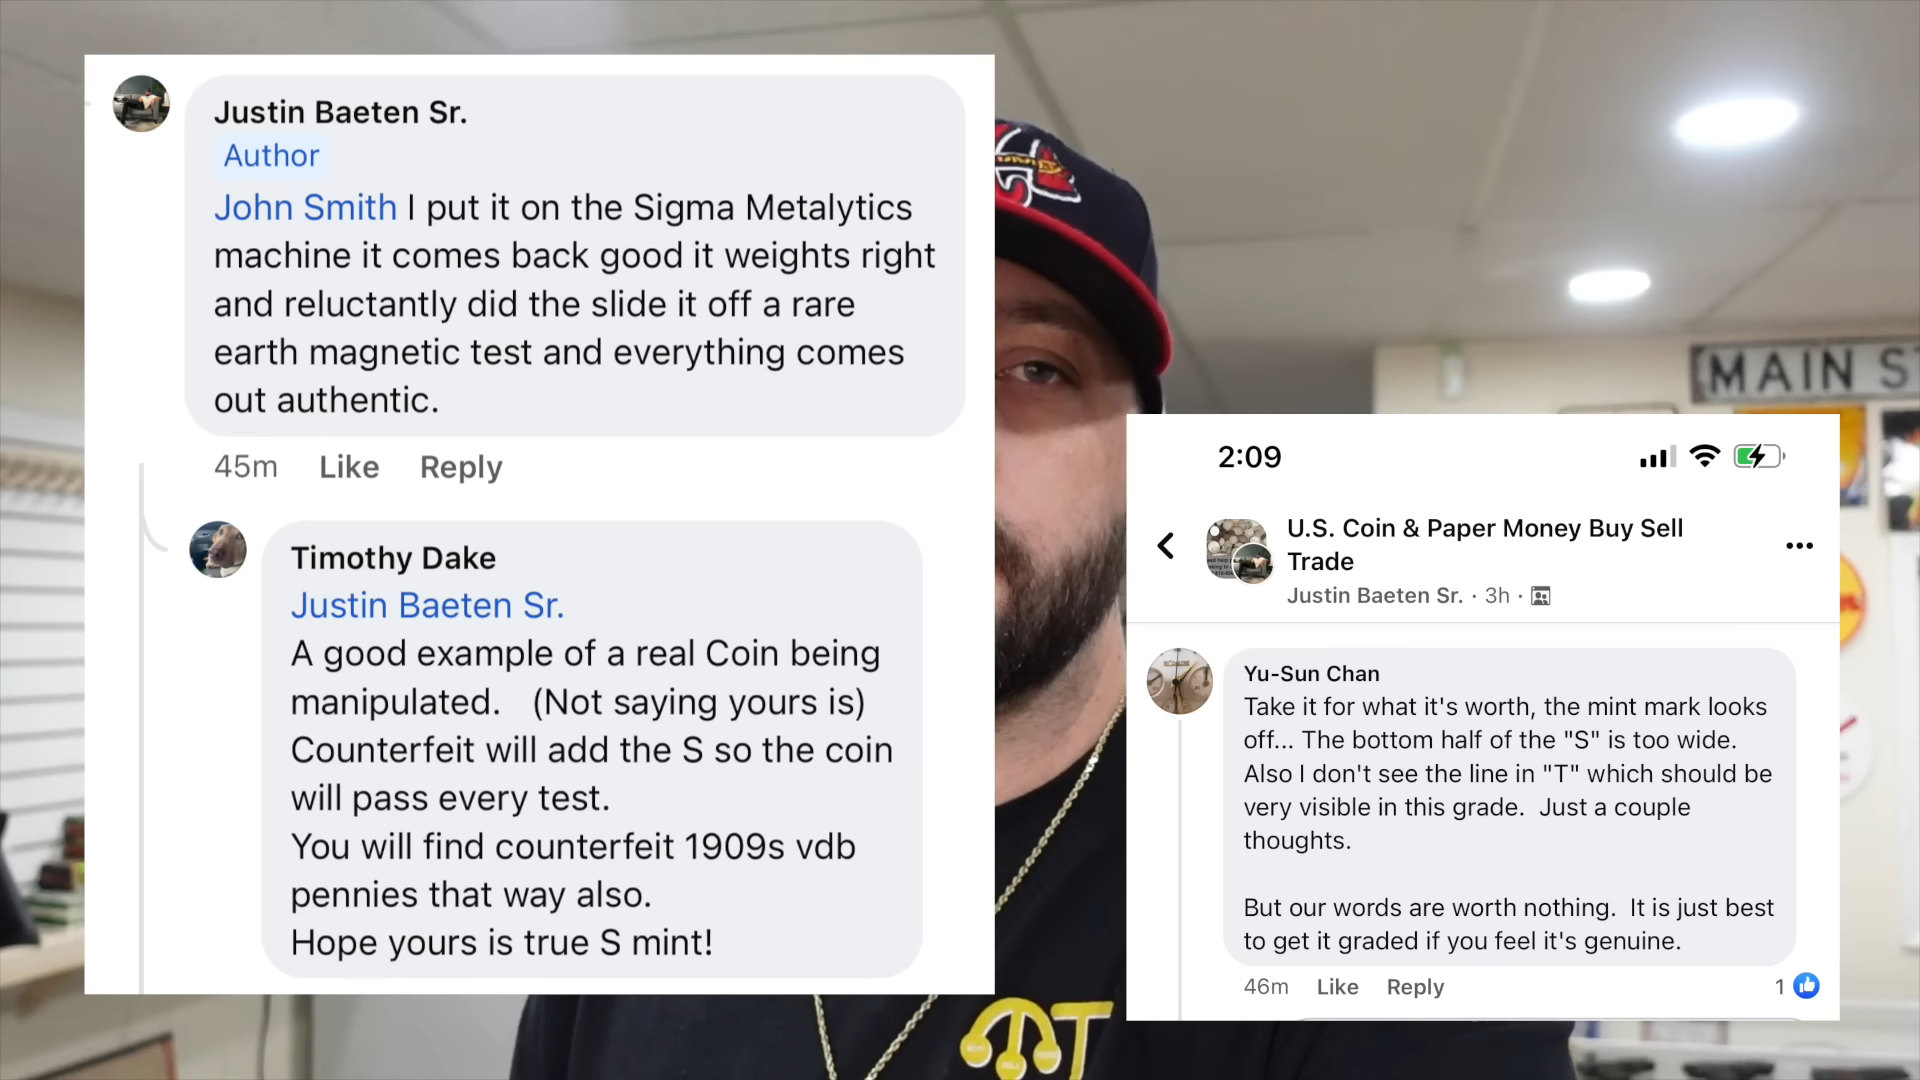 Justin Baeten Sr.
Author
John Smith I put it on the Sigma Metalytics
machine it comes back good it weights right
and reluctantly did the slide it off a rare
earth magnetic test and everything comes
out authentic.
45m Like Reply
Timothy Dake
Justin Baeten Sr.
A good example of a real Coin being
manipulated. (Not saying yours is)
Counterfeit will add the S so the coin
will pass every test.
You will find counterfeit 1909s vdb
pennies that way also.
Hope yours is true S mint!
MAIN S
2:09
U.S. Coin & Paper Money Buy Sell
Trade
Justin Baeten Sr. · 3h ·
Yu-Sun Chan
Take it for what it's worth, the mint mark looks
off... The bottom half of the "S" is too wide.
Also I don't see the line in "T" which should be
very visible in this grade. Just a couple
thoughts.
But our words are worth nothing. It is just best
to get it graded if you feel it's genuine.
46m Like Reply 1